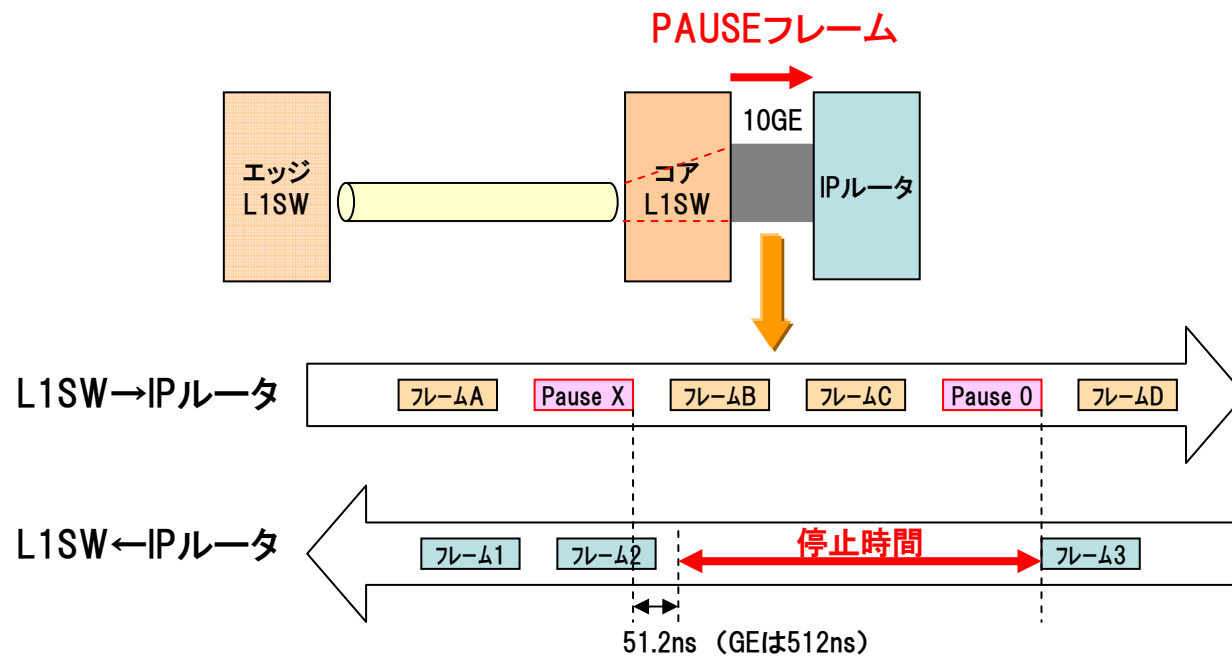 PAUSEフレーム
10GE
エッジ
L1SW
コア
L1SW
IPルータ
L1SW→IPルータ
フレームA
Pause X
フレームB
フレームC
Pause 0
フレームD
L1SW←IPルータ
フレーム1
フレーム2
停止時間
フレーム3
51.2ns （GEは512ns）